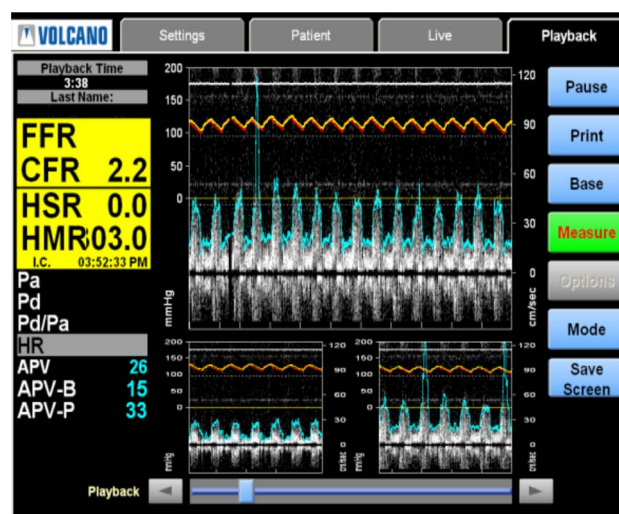 VOLCANO Settings Patient Live Playback
Playback Time
3:38
Last Name:
FFR
CFR 2.2
HSR 0.0
HMR 303.0
I.C. 03:52:33 PM
Pa
Pd
Pd/Pa
HR
APV 26
APV-B 15
APV-P 33
200
150
100
50
0
mmHg
120
90
60
30
0
cm/sec
200
150
100
50
0
mmHg
120
90
60
30
0
cm/sec
200
150
100
50
0
mmHg
120
90
60
30
0
cm/sec
Pause
Print
Base
Measure
Options
Mode
Save
Screen
Playback